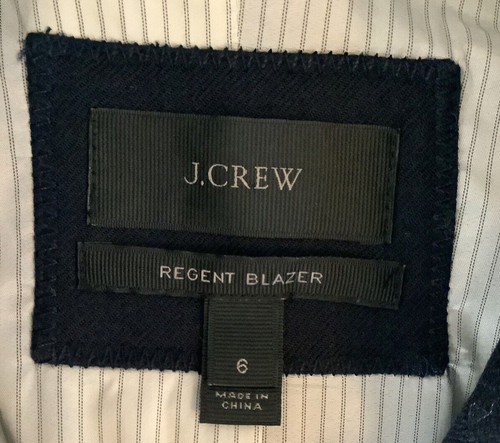 J.CREW
REGENT BLAZER
6
MADE IN
CHINA